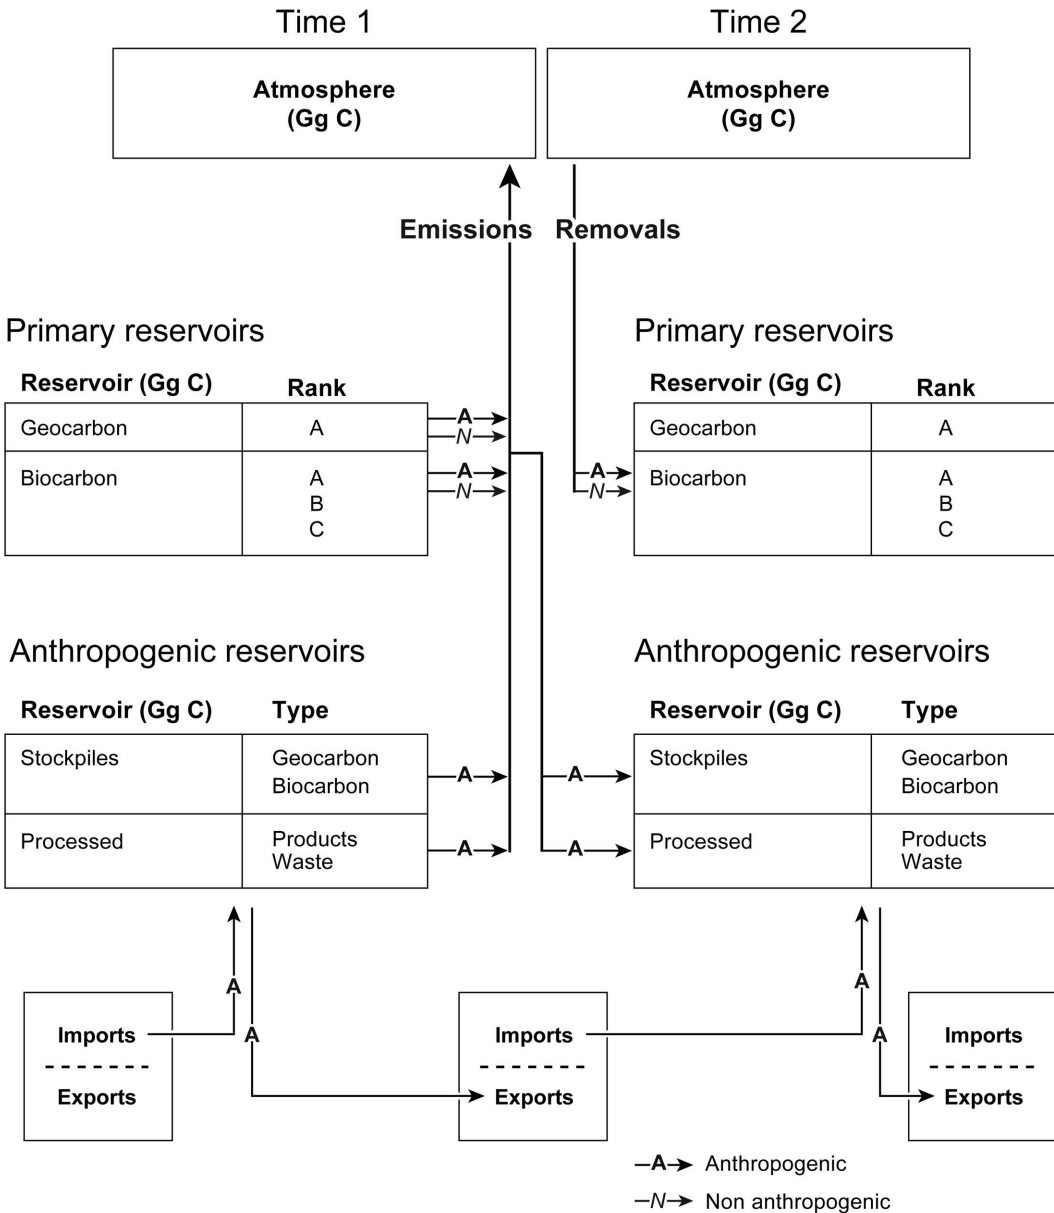 Time 1
Time 2
Atmosphere
(Gg C)
Atmosphere
(Gg C)
Emissions
Removals
Primary reservoirs
Primary reservoirs
Reservoir (Gg C)
Rank
Reservoir (Gg C)
Rank
Geocarbon
A
A
N
Geocarbon
A
Biocarbon
A
B
C
A
N
A
N
Biocarbon
A
B
C
Anthropogenic reservoirs
Anthropogenic reservoirs
Reservoir (Gg C)
Type
Reservoir (Gg C)
Type
Stockpiles
Geocarbon
Biocarbon
A
A
Stockpiles
Geocarbon
Biocarbon
Processed
Products
Waste
A
A
Processed
Products
Waste
A
A
A
A
Imports
Exports
Imports
Exports
Imports
Exports
A
Anthropogenic
N
Non anthropogenic